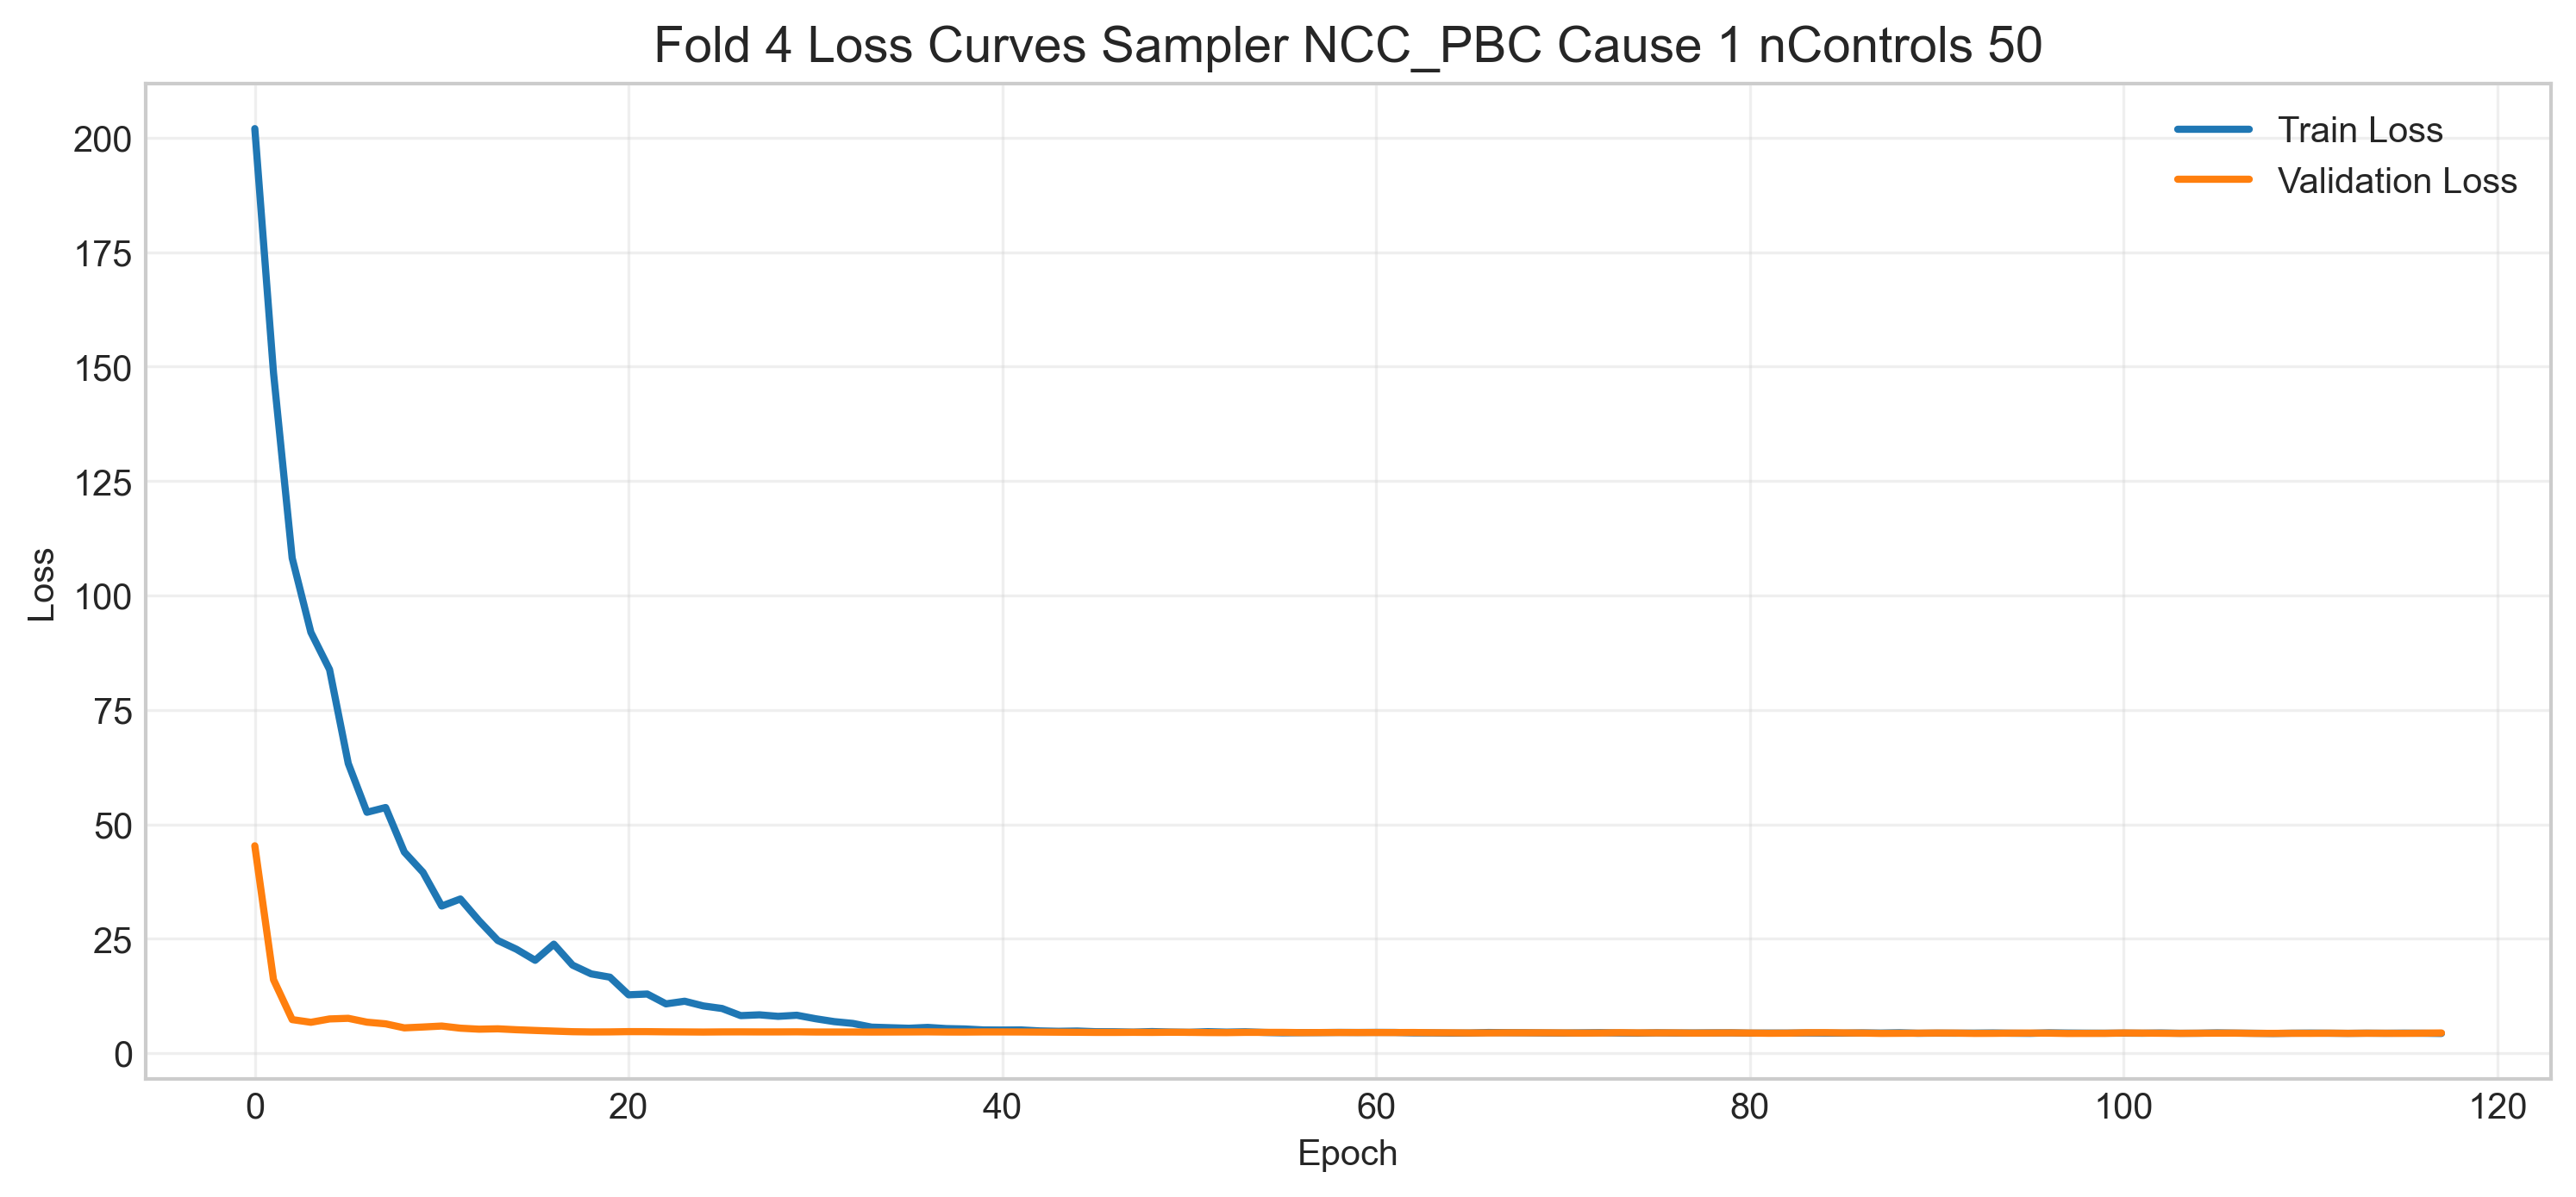 Fold 4 Loss Curves Sampler NCC_PBC Cause 1 nControls 50
Train Loss
Validation Loss
200
175
150
125
100
75
50
25
0
Loss
0 20 40 60 80 100 120
Epoch